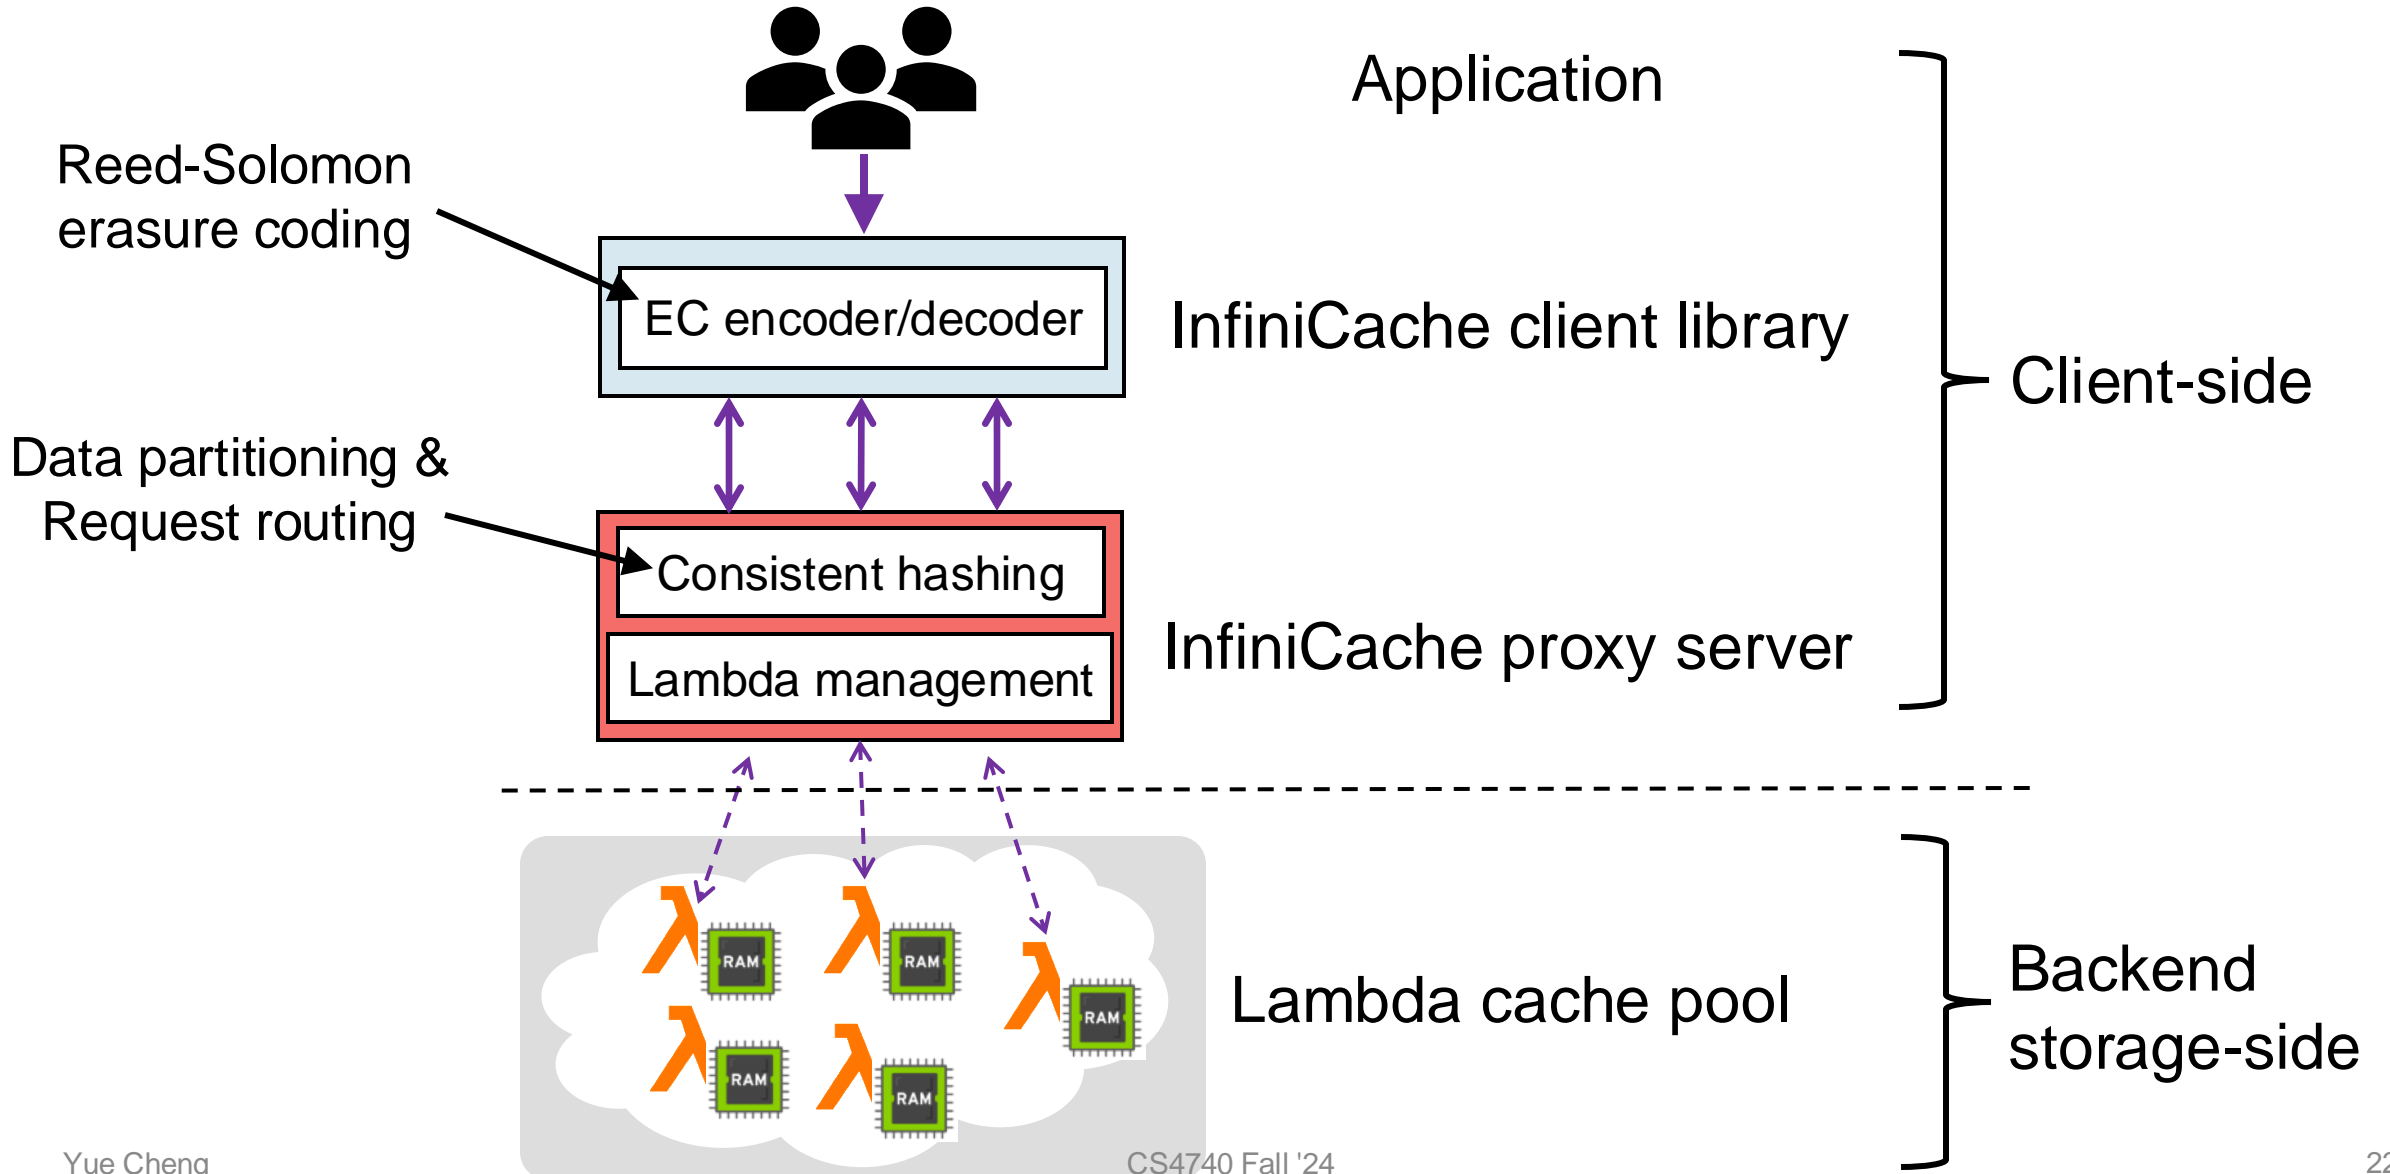 Application
Reed-Solomon
erasure coding
EC encoder/decoder
InfiniCache client library
Client-side
Data partitioning &
Request routing
Consistent hashing
InfiniCache proxy server
Lambda management
RAM
RAM
RAM
RAM
RAM
Lambda cache pool
Backend
storage-side
Yue Cheng
CS4740 Fall '24
22